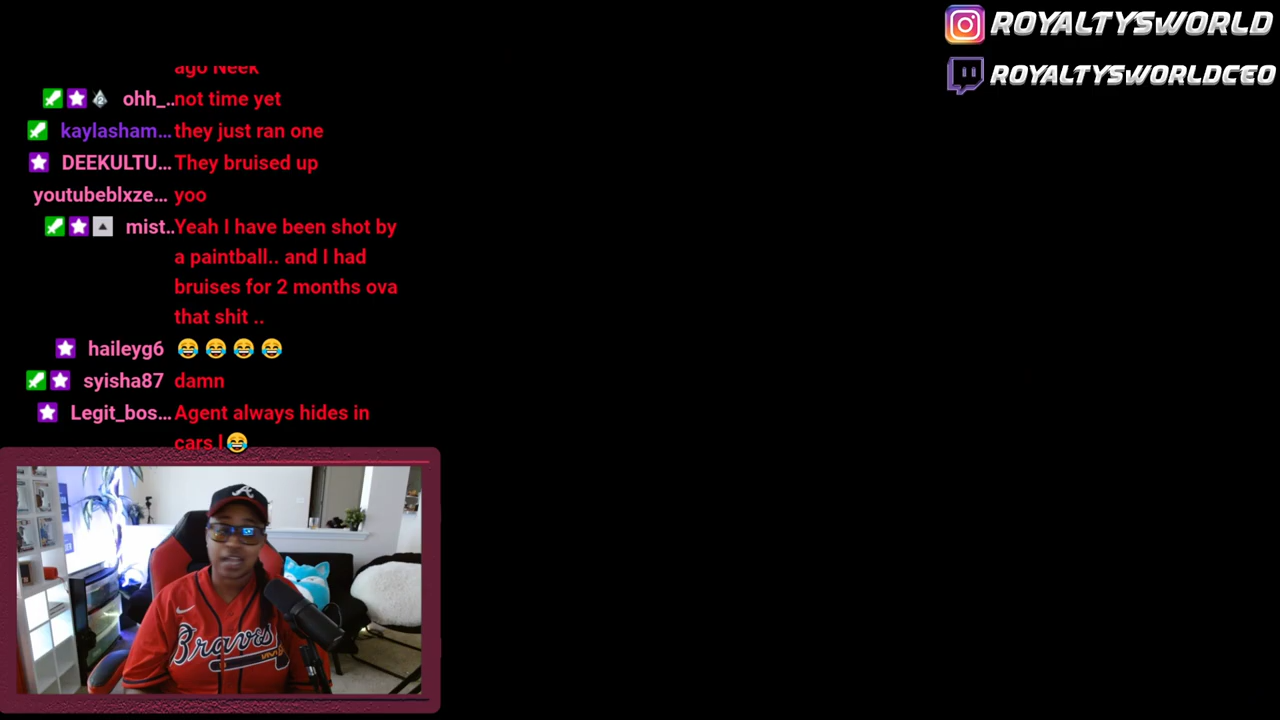 ROYALTYSWORLD
ROYALTYSWORLDCEO
ago Neek
ohh_.. not time yet
kaylasham... they just ran one
DEEKULTU... They bruised up
youtubeblxze... yoo
mist.. Yeah I have been shot by
a paintball.. and I had
bruises for 2 months ova
that shit ..
haileyg6 😂 😂 😂 😂
syisha87 damn
Legit_bos... Agent always hides in
cars l😂
A
Braves